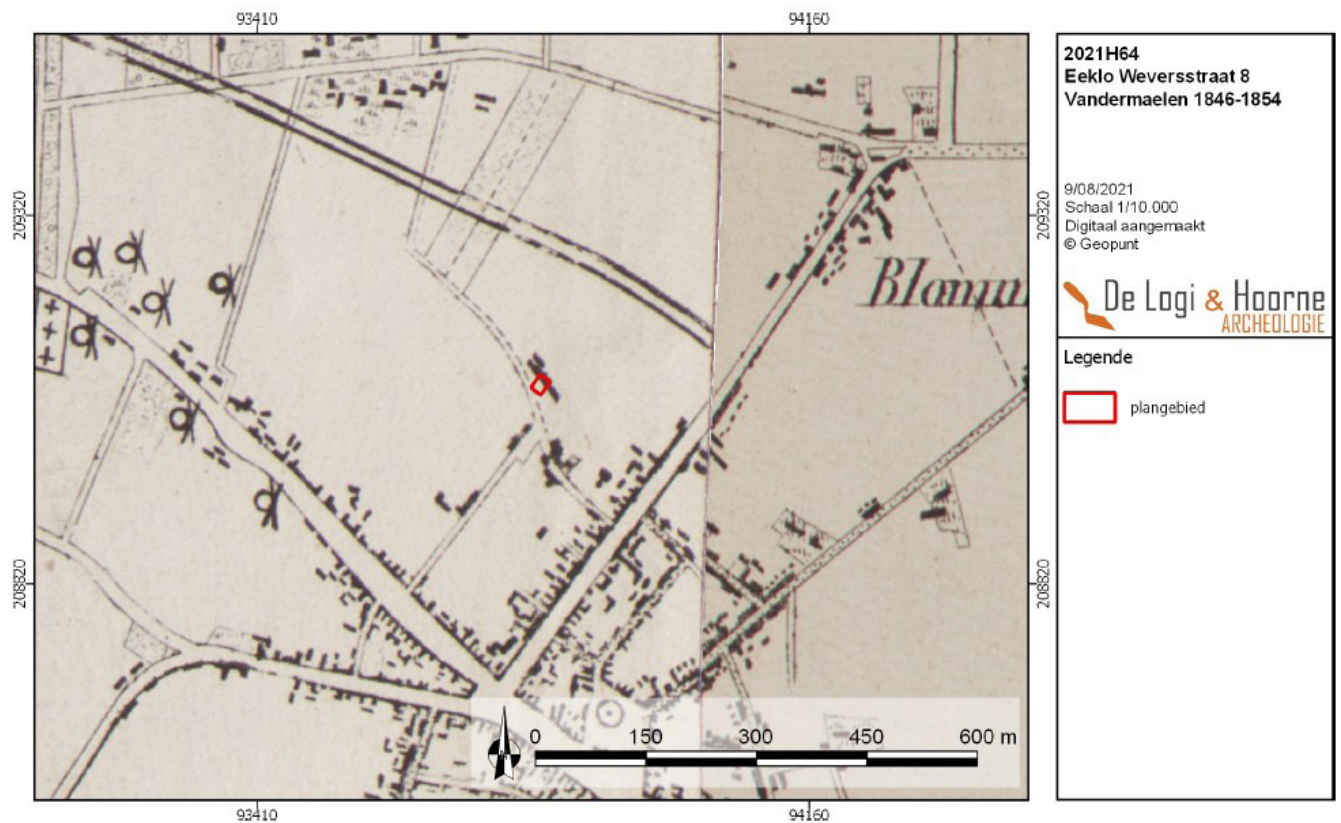 93410 94160
209320 209320
208820 208820
93410 94160
0 150 300 450 600 m
2021H64
Eeklo Weversstraat 8
Vandermaelen 1846-1854
9/08/2021
Schaal 1/10.000
Digitaal aangemaakt
© Geopunt
De Logi & Hoorne
ARCHEOLOGIE
Legende
plangebied